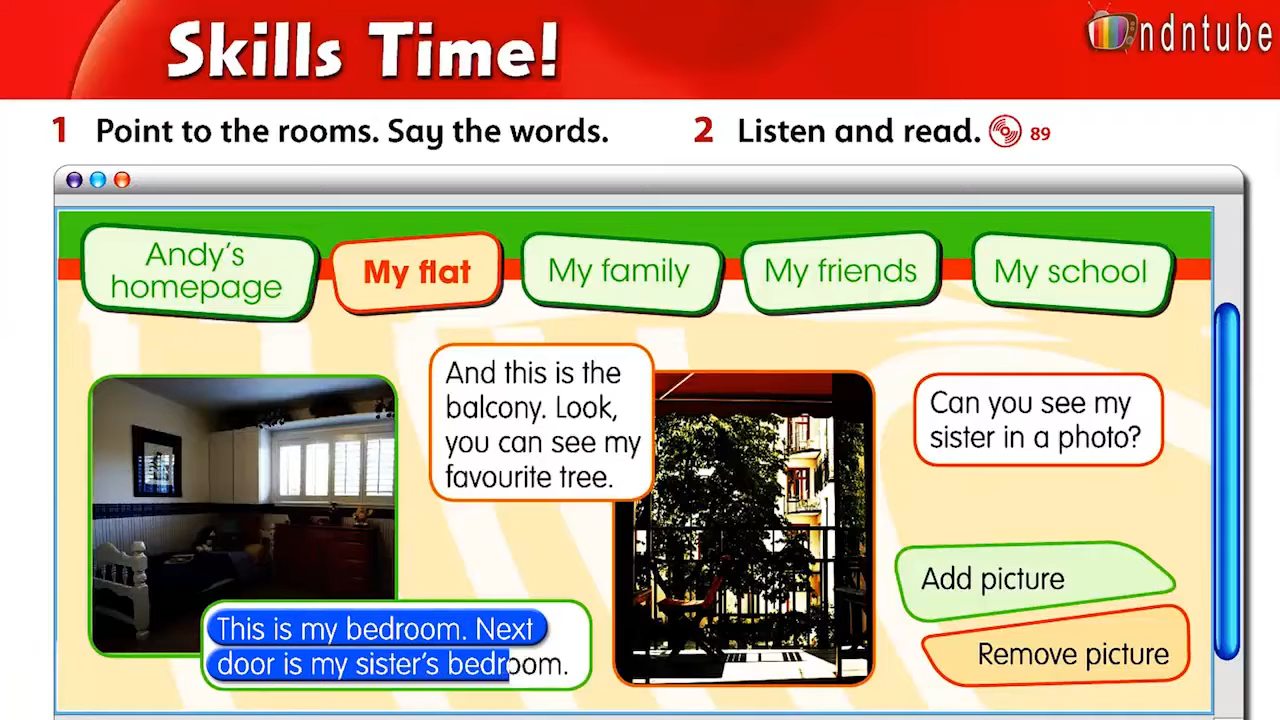 Skills Time!
ndntube
1 Point to the rooms. Say the words.
2 Listen and read. 89
Andy's
homepage
My flat
My family
My friends
My school
And this is the
balcony. Look,
you can see my
favourite tree.
Can you see my
sister in a photo?
This is my bedroom. Next
door is my sister's bedroom.
Add picture
Remove picture